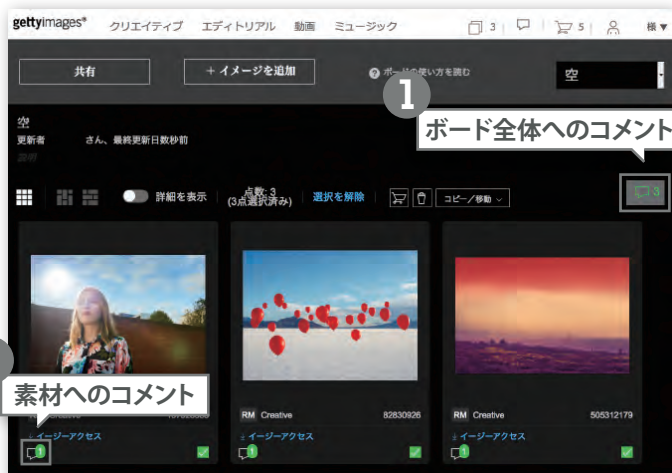 gettyimages® クリエイティブ エディトリアル 動画 ミュージック 3 5 様▼
共有 + イメージを追加 ? ボードの使い方を読む 空
1
ボード全体へのコメント
空
更新者 さん、最終更新日数秒前
説明
詳細を表示 点数: 3 選択を解除 コピー/移動 3
(3点選択済み)
素材へのコメント
RM Creative 82830926
RM Creative 505312179
イージーアクセス イージーアクセス イージーアクセス
1 1 1